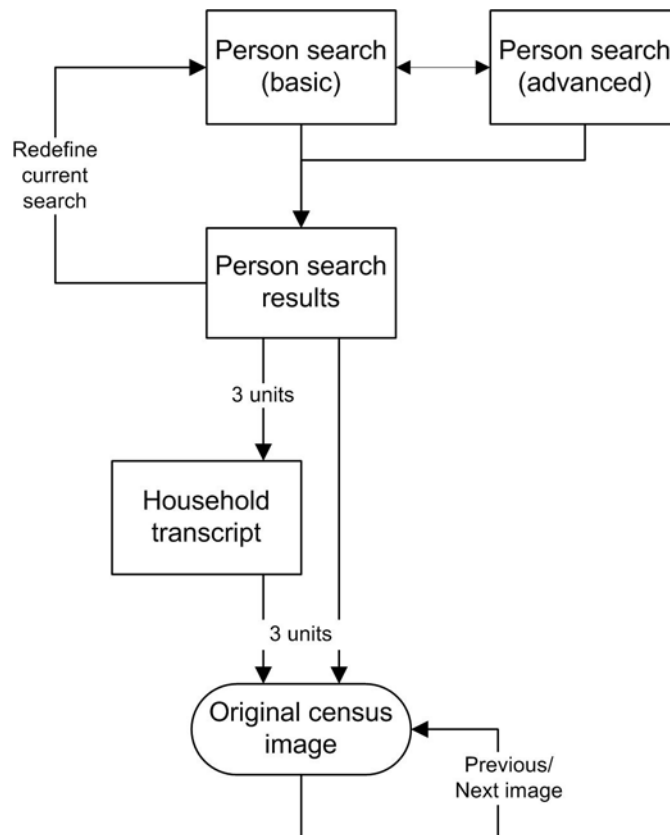 Person search
(basic)
Person search
(advanced)
Redefine
current
search
Person search
results
3 units
Household
transcript
3 units
Original census
image
Previous/
Next image